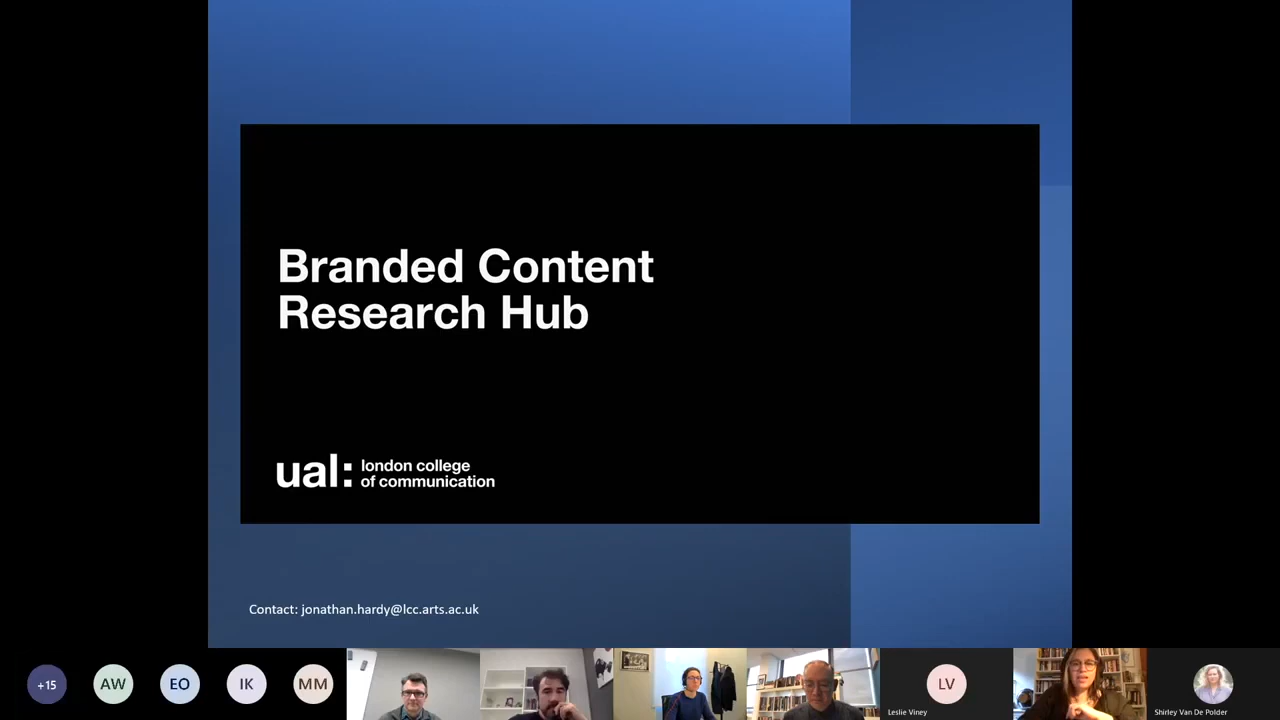 Branded Content
Research Hub
ual:
london college
of communication
Contact: jonathan.hardy@lcc.arts.ac.uk
+15
AW
EO
IK
MM
LV
Leslie Viney
Shirley Van De Polder